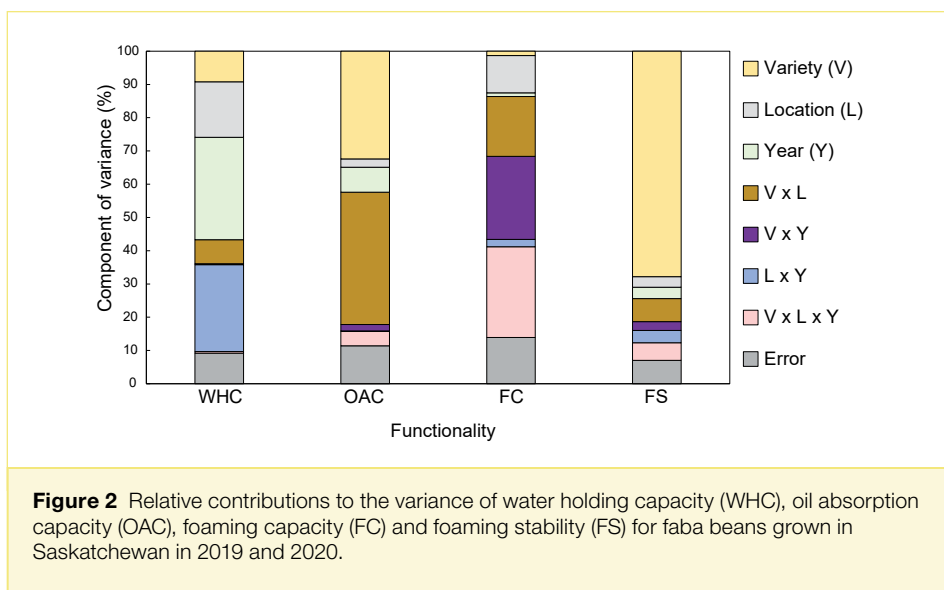 100
90
80
70
60
50
40
30
20
10
0
Component of variance (%)
WHC OAC FC FS
Functionality
Variety (V)
Location (L)
Year (Y)
V x L
V x Y
L x Y
V x L x Y
Error
Figure 2 Relative contributions to the variance of water holding capacity (WHC), oil absorption
capacity (OAC), foaming capacity (FC) and foaming stability (FS) for faba beans grown in
Saskatchewan in 2019 and 2020.